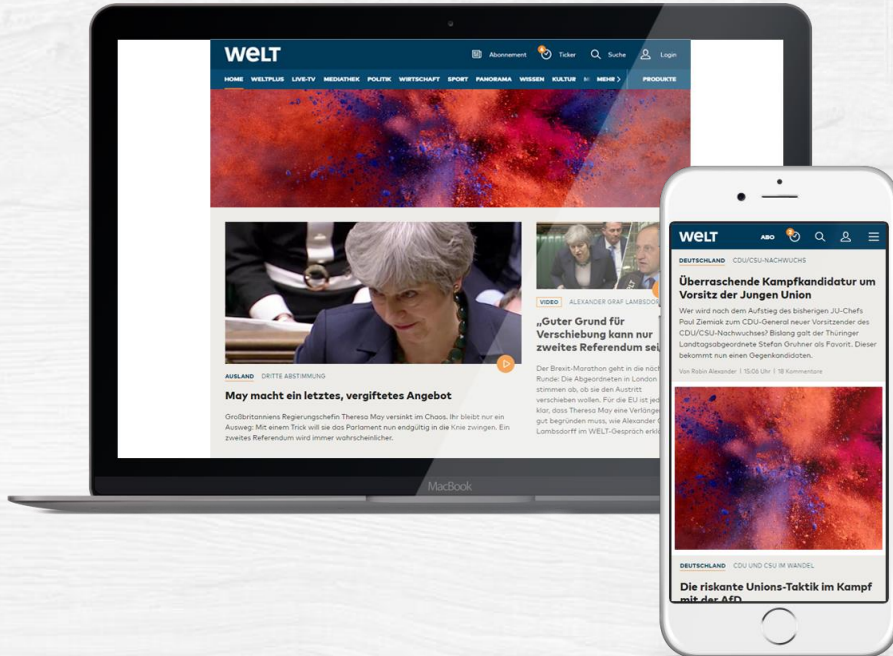 WELT
Abonnement
6
Ticker
Suche
Login
HOME WELTPLUS LIVE-TV MEDIATHEK POLITIK WIRTSCHAFT SPORT PANORAMA WISSEN KULTUR MEHR > PRODUKTE
AUSLAND DRITTE ABSTIMMUNG
May macht ein letztes, vergiftetes Angebot
Großbritanniens Regierungschefin Theresa May versinkt im Chaos. Ihr bleibt nur ein
Ausweg: Mit einem Trick will sie das Parlament nun endgültig in die Knie zwingen. Ein
zweites Referendum wird immer wahrscheinlicher.
VIDEO ALEXANDER GRAF LAMBSDOR
„Guter Grund für
Verschiebung kann nur
zweites Referendum sei
Der Brexit-Marathon geht in die näch
Runde: Die Abgeordneten in London
stimmen ab, ob sie den Austritt
verschieben wollen. Für die EU ist jed
klar, dass Theresa May eine Verlänge
gut begründen muss, wie Alexander G
Lambsdorff im WELT-Gespräch erklä
MacBook
WELT
ABO
DEUTSCHLAND CDU/CSU-NACHWUCHS
Überraschende Kampfkandidatur um
Vorsitz der Jungen Union
Wer wird nach dem Aufstieg des bisherigen JU-Chefs
Paul Ziemiak zum CDU-General neuer Vorsitzender des
CDU/CSU-Nachwuchses? Bislang galt der Thüringer
Landtagsabgeordnete Stefan Gruhner als Favorit. Dieser
bekommt nun einen Gegenkandidaten.
Von Robin Alexander | 15:06 Uhr | 18 Kommentare
DEUTSCHLAND CDU UND CSU IM WANDEL
Die riskante Unions-Taktik im Kampf
mit der AfD